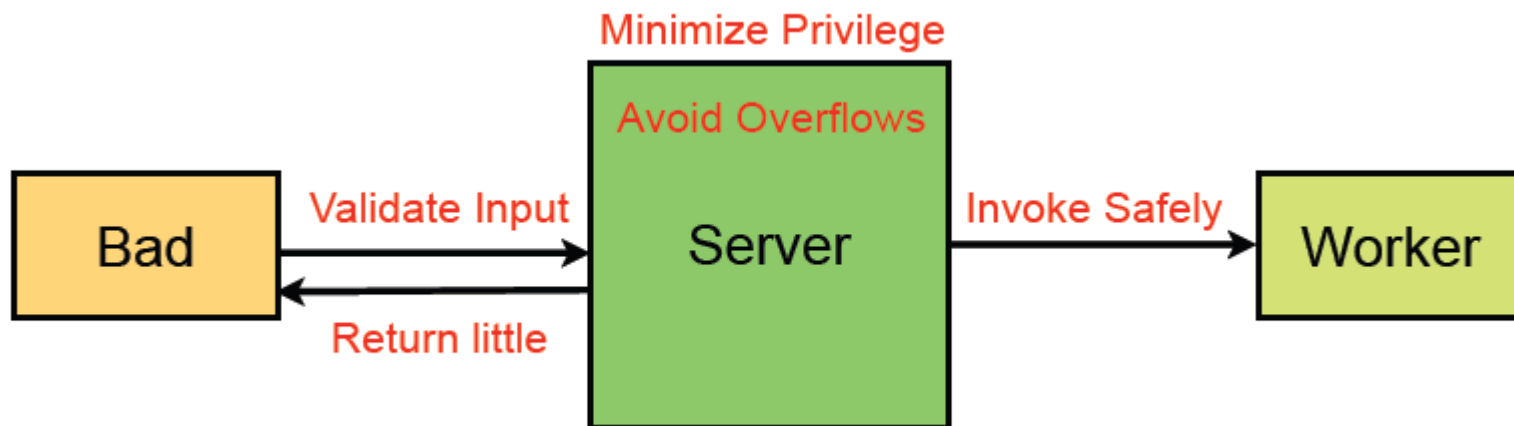 Minimize Privilege
Avoid Overflows
Validate Input
Invoke Safely
Bad
Server
Worker
Return little